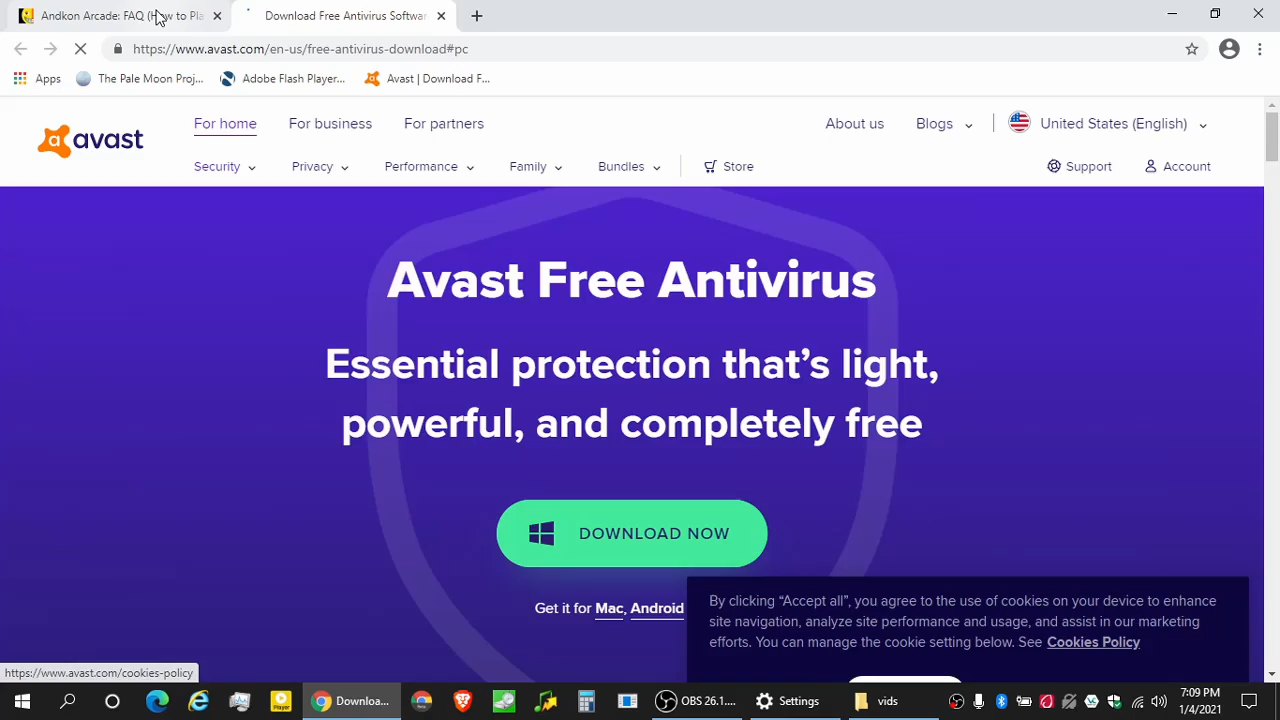 Andkon Arcade: FAQ (How to Pla
Download Free Antivirus Softwar
https://www.avast.com/en-us/free-antivirus-download#pc
Apps
The Pale Moon Proj...
Adobe Flash Player...
Avast | Download F...
avast
For home
For business
For partners
About us
Blogs
United States (English)
Security
Privacy
Performance
Family
Bundles
Store
Support
Account
Avast Free Antivirus
Essential protection that's light,
powerful, and completely free
DOWNLOAD NOW
Get it for Mac, Android
By clicking “Accept all”, you agree to the use of cookies on your device to enhance
site navigation, analyze site performance and usage, and assist in our marketing
efforts. You can manage the cookie setting below. See Cookies Policy
https://www.avast.com/cookies-policy
Player
Downloa...
OBS 26.1....
Settings
vids
7:09 PM
1/4/2021